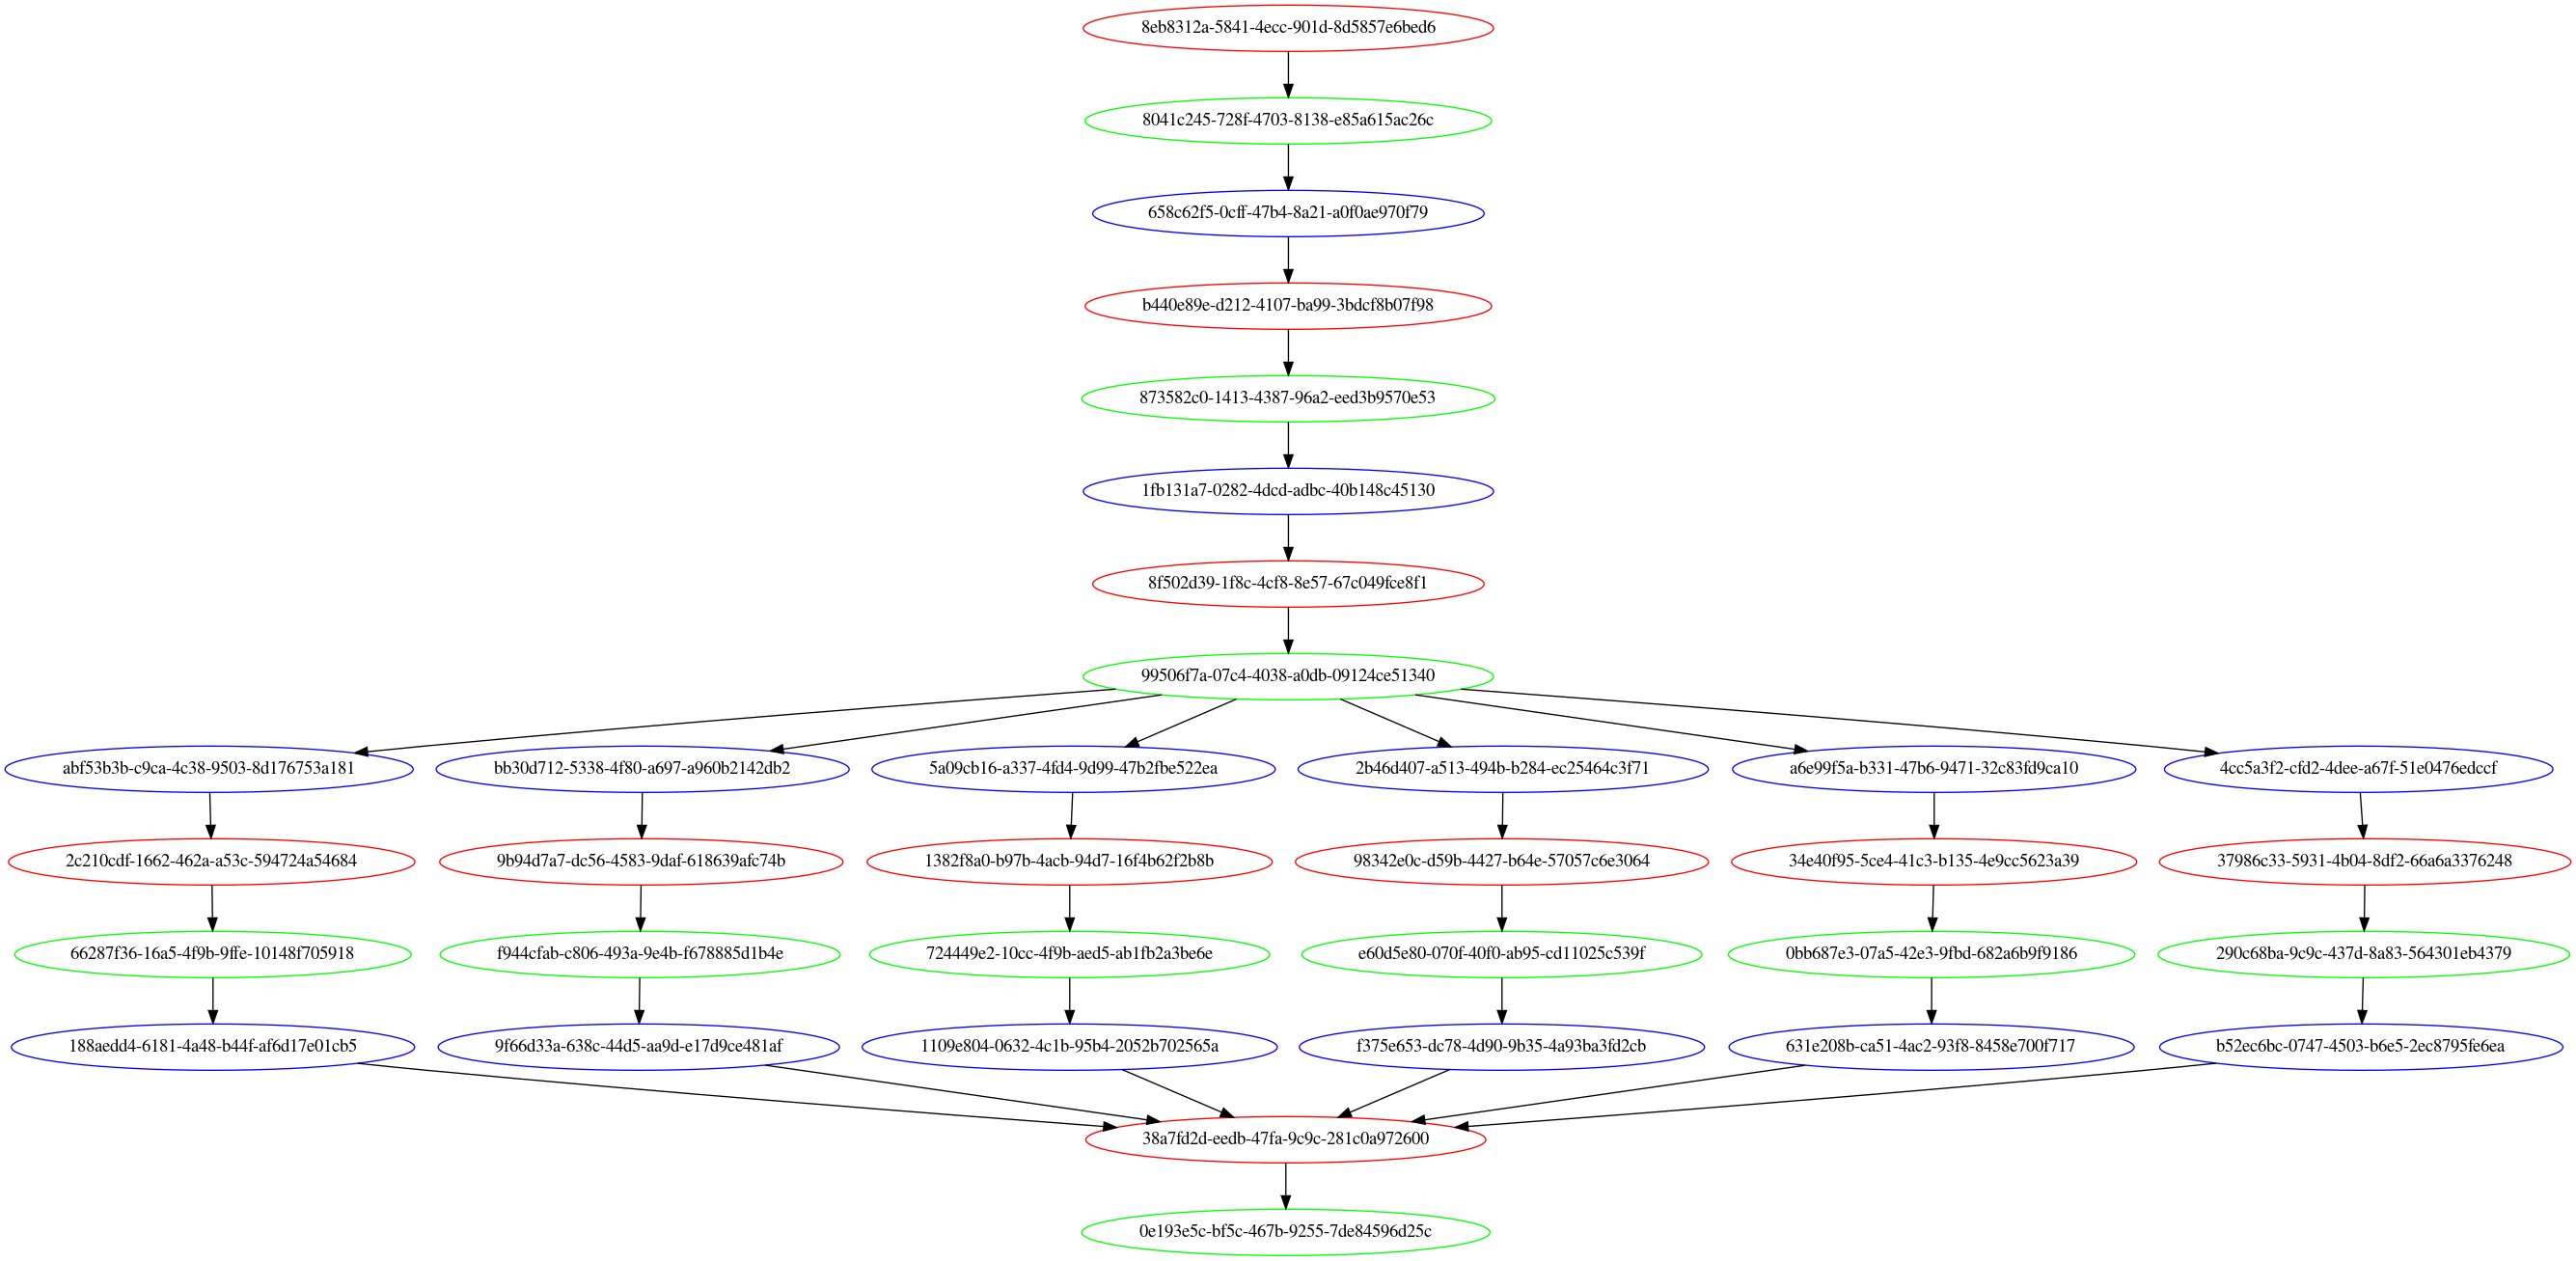 8eb8312a-5841-4ecc-901d-8d5857e6bed6
8041c245-728f-4703-8138-e85a615ac26c
658c62f5-0cff-47b4-8a21-a0f0ae970f79
b440e89e-d212-4107-ba99-3bdcf8b07f98
873582c0-1413-4387-96a2-eed3b9570e53
1fb131a7-0282-4dcd-adbc-40b148c45130
8f502d39-1f8c-4cf8-8e57-67c049fce8f1
99506f7a-07c4-4038-a0db-09124ce51340
abf53b3b-c9ca-4c38-9503-8d176753a181
bb30d712-5338-4f80-a697-a960b2142db2
5a09cb16-a337-4fd4-9d99-47b2fbe522ea
2b46d407-a513-494b-b284-ec25464c3f71
a6e99f5a-b331-47b6-9471-32c83fd9ca10
4cc5a3f2-cfd2-4dee-a67f-51e0476edccf
2c210cdf-1662-462a-a53c-594724a54684
9b94d7a7-dc56-4583-9daf-618639afc74b
1382f8a0-b97b-4acb-94d7-16f4b62f2b8b
98342e0c-d59b-4427-b64e-57057c6e3064
34e40f95-5ce4-41c3-b135-4e9cc5623a39
37986c33-5931-4b04-8df2-66a6a3376248
66287f36-16a5-4f9b-9ffe-10148f705918
f944cfab-c806-493a-9e4b-f678885d1b4e
724449e2-10cc-4f9b-aed5-ab1fb2a3be6e
e60d5e80-070f-40f0-ab95-cd11025c539f
0bb687e3-07a5-42e3-9fbd-682a6b9f9186
290c68ba-9c9c-437d-8a83-564301eb4379
188aedd4-6181-4a48-b44f-af6d17e01cb5
9f66d33a-638c-44d5-aa9d-e17d9ce481af
1109e804-0632-4c1b-95b4-2052b702565a
f375e653-dc78-4d90-9b35-4a93ba3fd2cb
631e208b-ca51-4ac2-93f8-8458e700f717
b52ec6bc-0747-4503-b6e5-2ec8795fe6ea
38a7fd2d-eedb-47fa-9c9c-281c0a972600
0e193e5c-bf5c-467b-9255-7de84596d25c